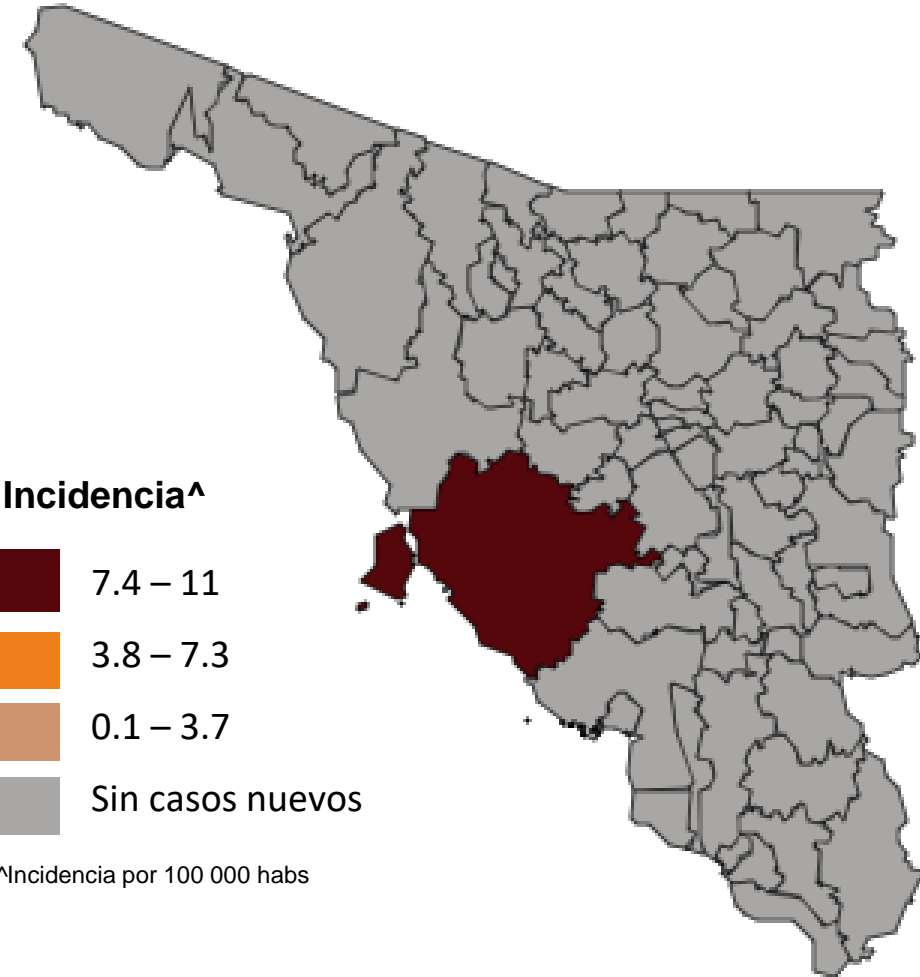 Incidencia^
7.4 – 11
3.8 – 7.3
0.1 – 3.7
Sin casos nuevos
^Incidencia por 100 000 habs